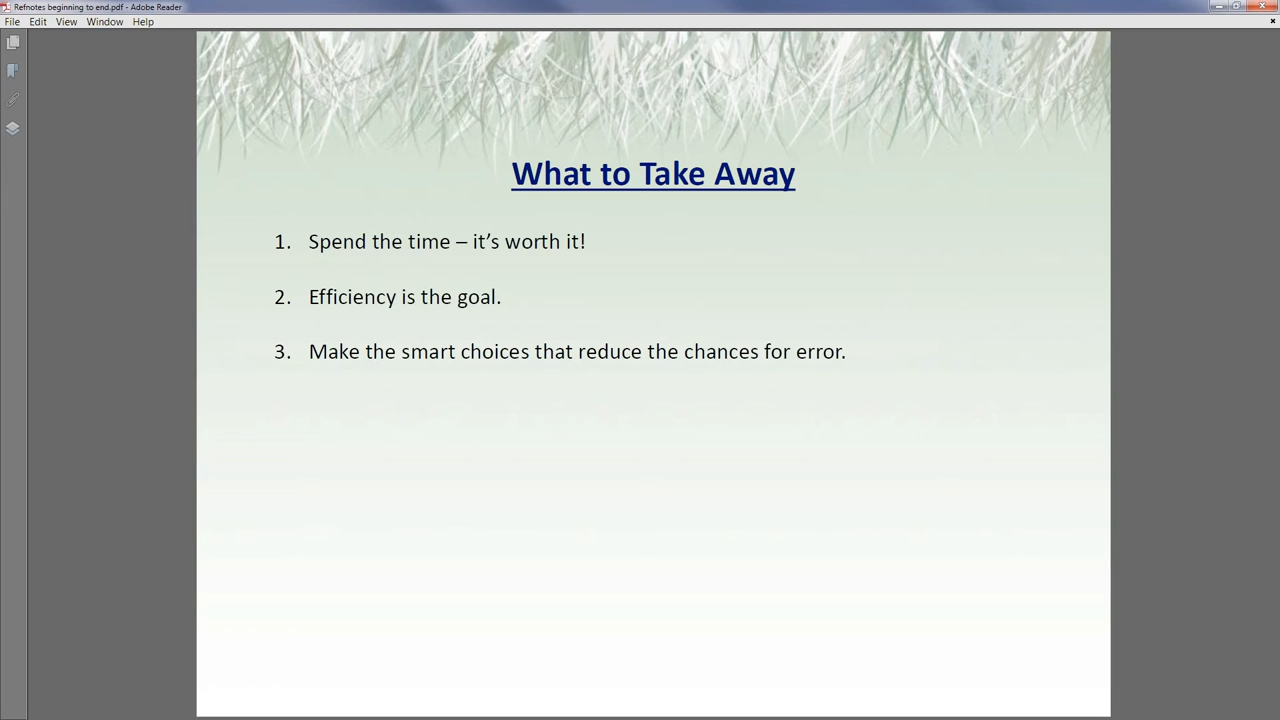 Refnotes beginning to end.pdf - Adobe Reader
File Edit View Window Help
What to Take Away
1. Spend the time – it’s worth it!
2. Efficiency is the goal.
3. Make the smart choices that reduce the chances for error.